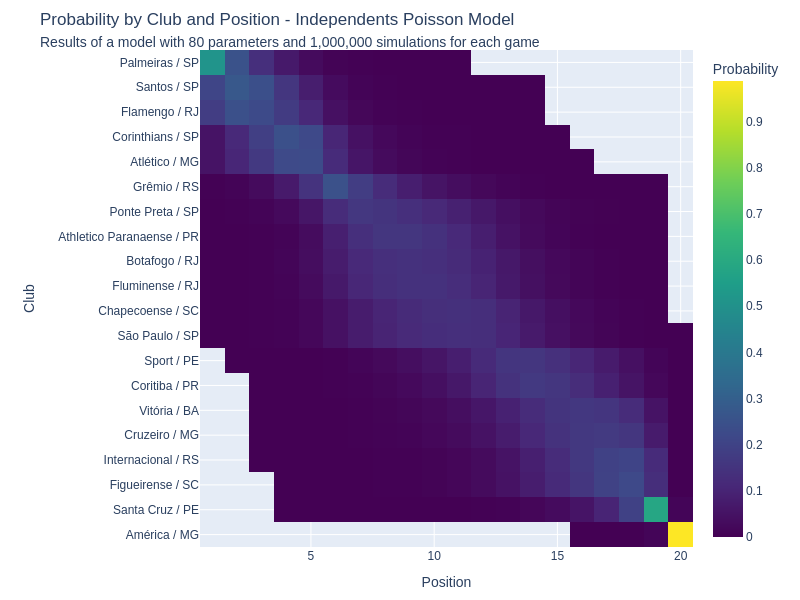 Probability by Club and Position - Independents Poisson Model
Results of a model with 80 parameters and 1,000,000 simulations for each game
Probability
Club
Palmeiras / SP
Santos / SP
Flamengo / RJ
Corinthians / SP
Atlético / MG
Grêmio / RS
Ponte Preta / SP
Athletico Paranaense / PR
Botafogo / RJ
Fluminense / RJ
Chapecoense / SC
São Paulo / SP
Sport / PE
Coritiba / PR
Vitória / BA
Cruzeiro / MG
Internacional / RS
Figueirense / SC
Santa Cruz / PE
América / MG
0.9
0.8
0.7
0.6
0.5
0.4
0.3
0.2
0.1
0
5 10 15 20
Position